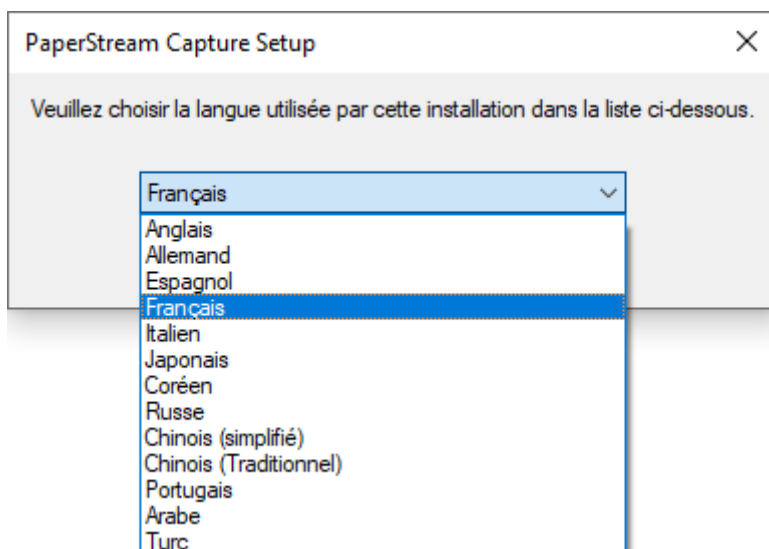 PaperStream Capture Setup
Veuillez choisir la langue utilisée par cette installation dans la liste ci-dessous.
Français
Anglais
Allemand
Espagnol
Français
Italien
Japonais
Coréen
Russe
Chinois (simplifié)
Chinois (Traditionnel)
Portugais
Arabe
Turc